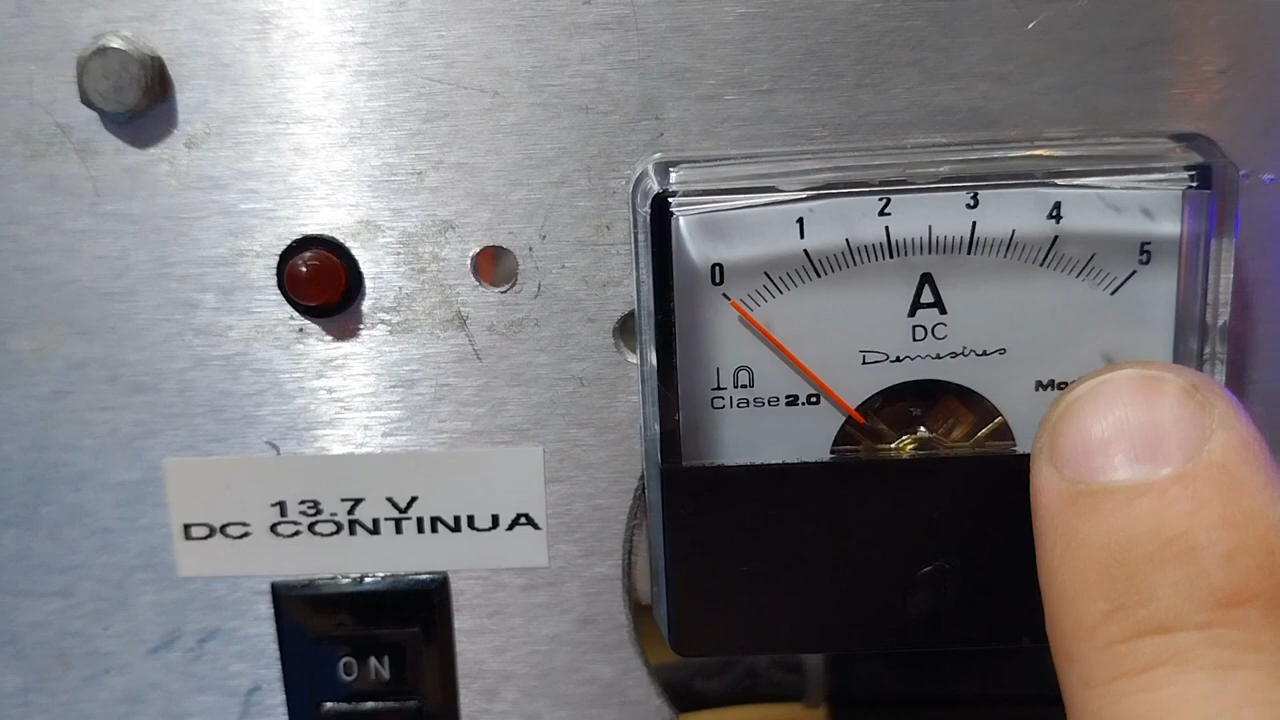 0 1 2 3 4 5
A
DC
Demestres
Clase 2.0
13.7 V
DC CONTINUA
ON